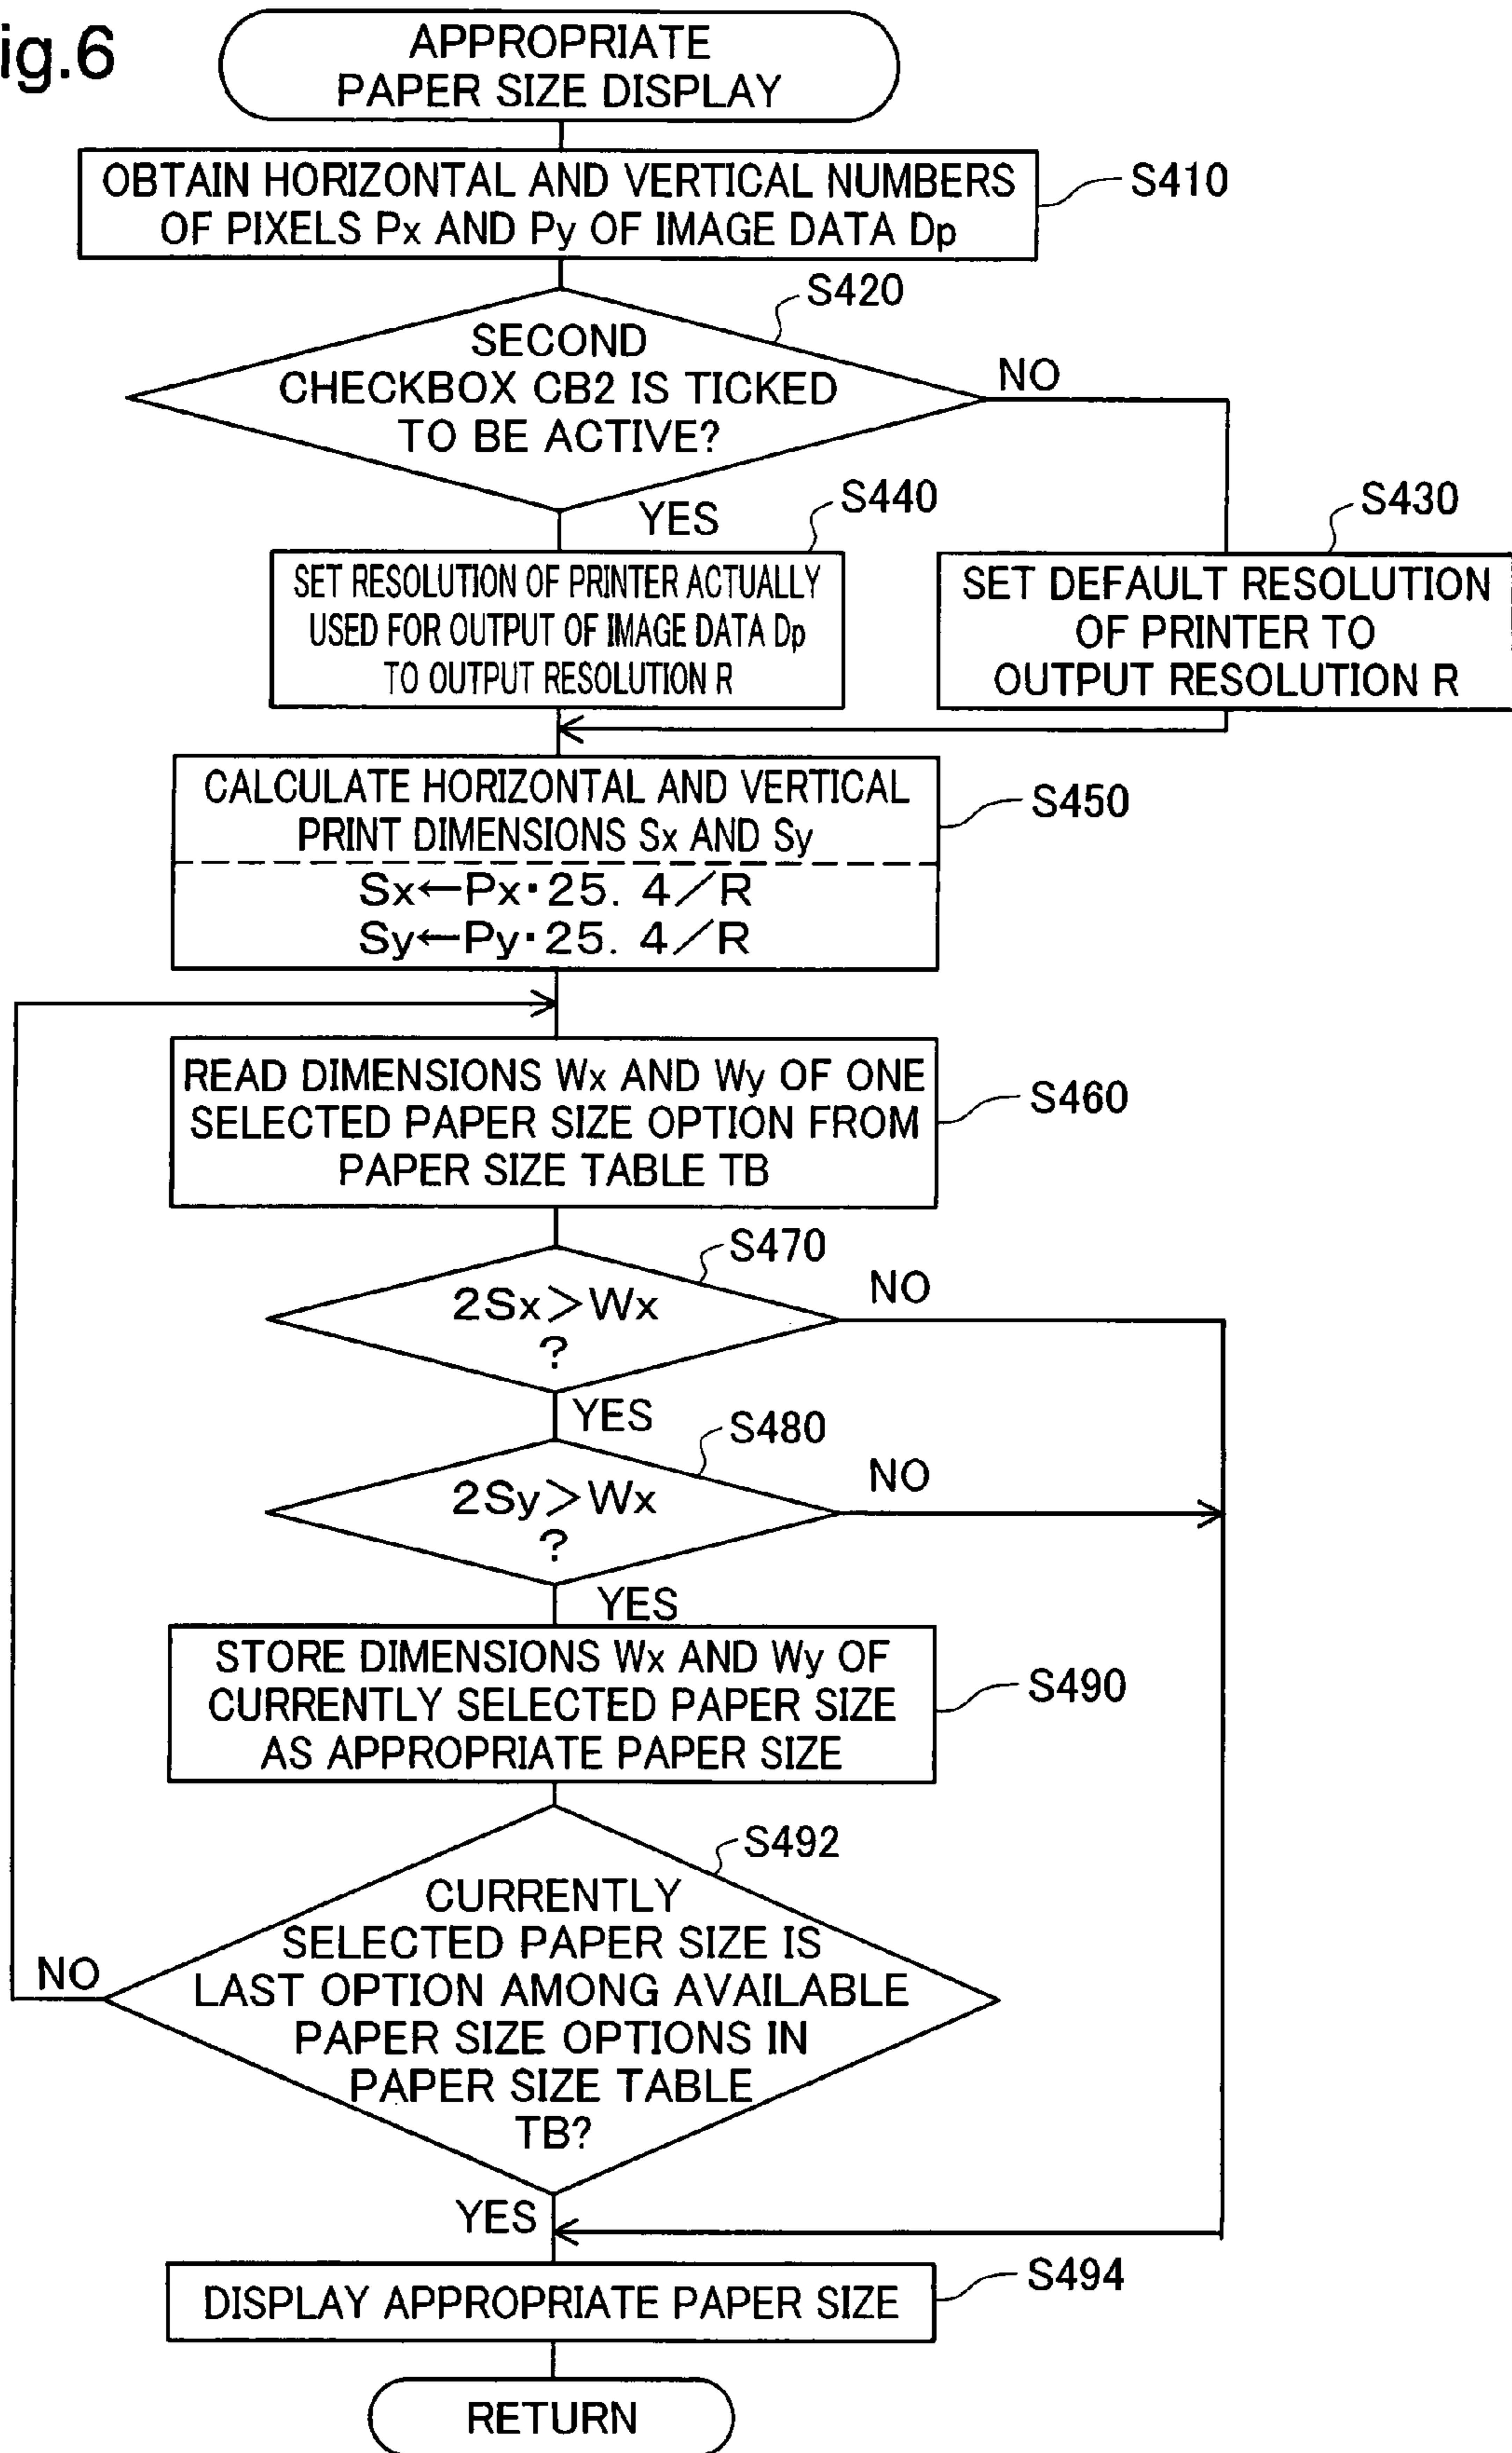 ig.6
APPROPRIATE
PAPER SIZE DISPLAY
OBTAIN HORIZONTAL AND VERTICAL NUMBERS
OF PIXELS Px AND Py OF IMAGE DATA Dp
S410
S420
SECOND
CHECKBOX CB2 IS TICKED
TO BE ACTIVE?
NO
YES
S440
S430
SET RESOLUTION OF PRINTER ACTUALLY
USED FOR OUTPUT OF IMAGE DATA Dp
TO OUTPUT RESOLUTION R
SET DEFAULT RESOLUTION
OF PRINTER TO
OUTPUT RESOLUTION R
CALCULATE HORIZONTAL AND VERTICAL
PRINT DIMENSIONS Sx AND Sy
S450
Sx←Px·25. 4/R
Sy←Py·25. 4/R
READ DIMENSIONS Wx AND Wy OF ONE
SELECTED PAPER SIZE OPTION FROM
PAPER SIZE TABLE TB
S460
S470
2Sx>Wx
?
NO
YES
S480
2Sy>Wx
?
NO
YES
STORE DIMENSIONS Wx AND Wy OF
CURRENTLY SELECTED PAPER SIZE
AS APPROPRIATE PAPER SIZE
S490
S492
CURRENTLY
SELECTED PAPER SIZE IS
LAST OPTION AMONG AVAILABLE
PAPER SIZE OPTIONS IN
PAPER SIZE TABLE
TB?
NO
YES
DISPLAY APPROPRIATE PAPER SIZE
S494
RETURN